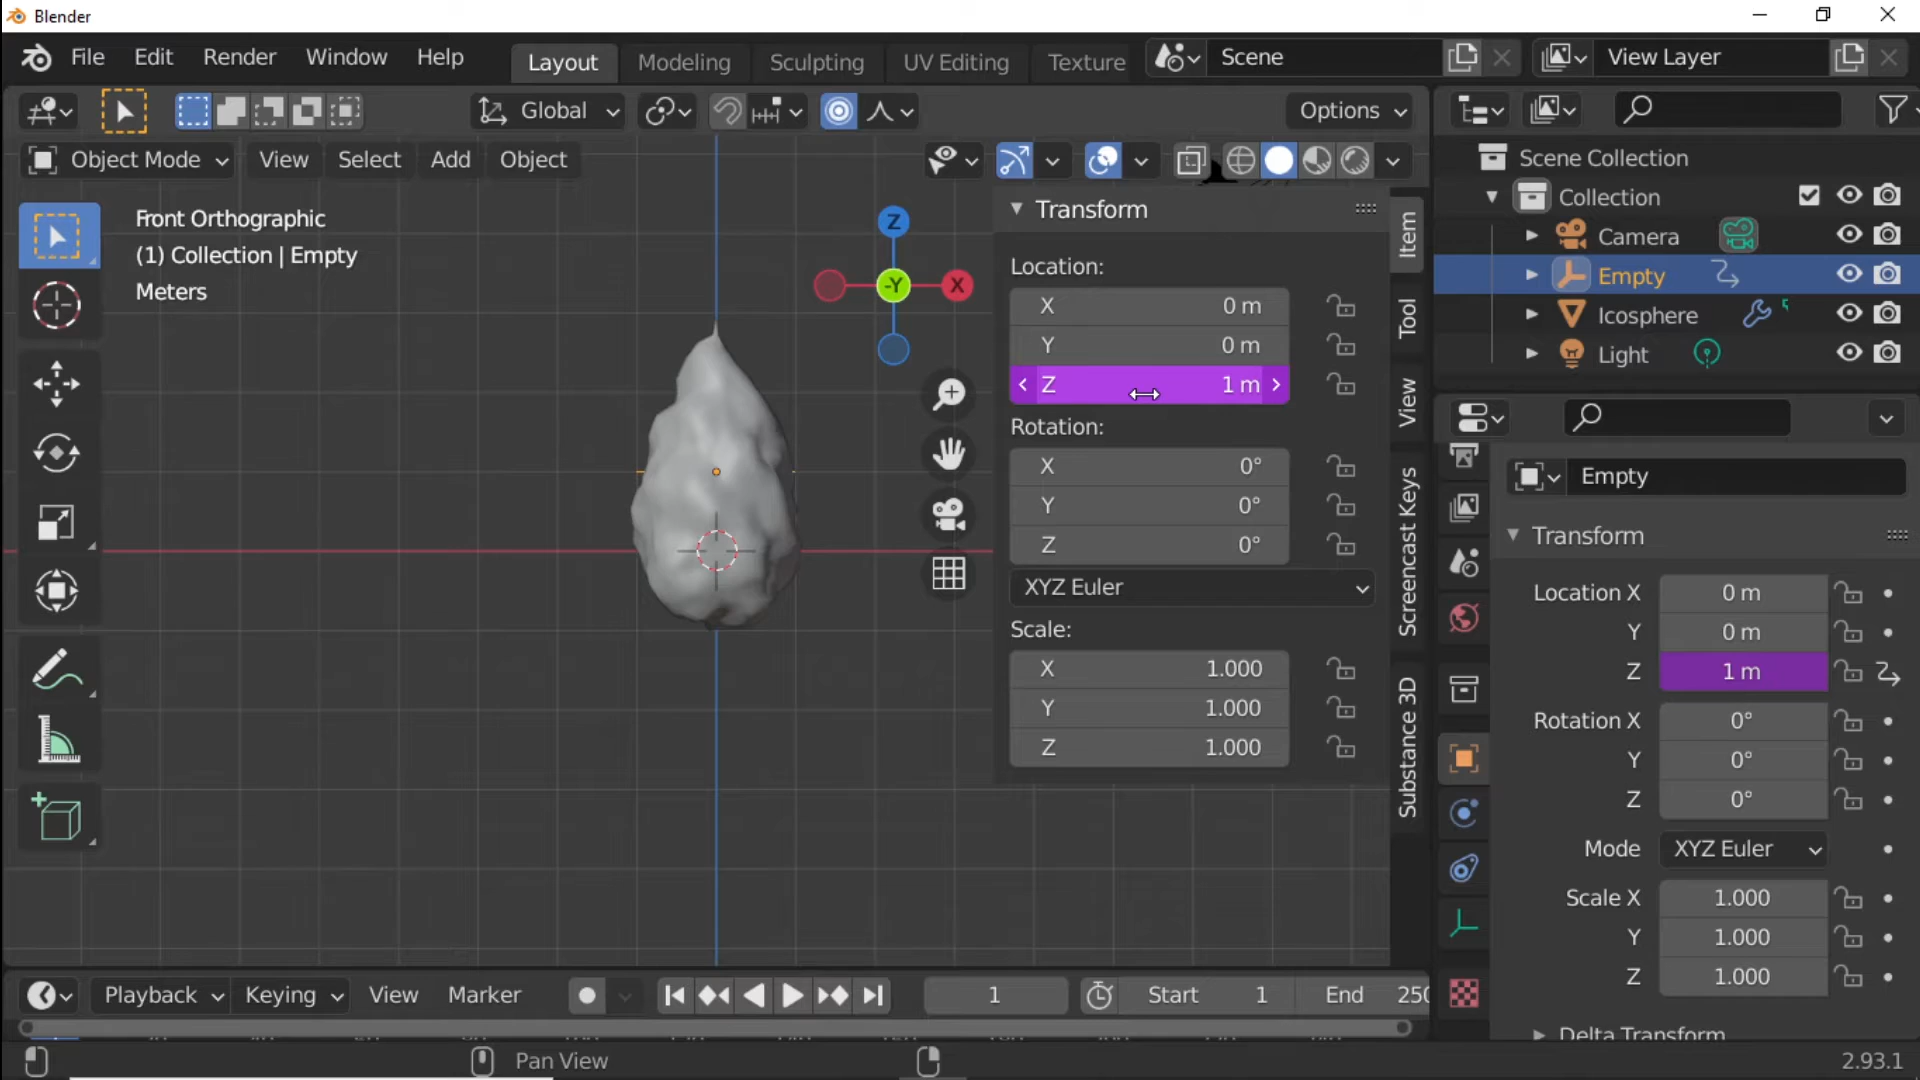 Blender
File Edit Render Window Help Layout Modeling Sculpting UV Editing Texture Scene View Layer
Global Options
Object Mode View Select Add Object
Front Orthographic
(1) Collection | Empty
Meters
Z
X
-Y
Transform
Location:
X 0 m
Y 0 m
Z 1 m
Rotation:
X 0°
Y 0°
Z 0°
XYZ Euler
Scale:
X 1.000
Y 1.000
Z 1.000
Item
Tool
View
Screencast Keys
Substance 3D
Scene Collection
Collection
Camera
Empty
Icosphere
Light
Empty
Transform
Location X 0 m
Y 0 m
Z 1 m
Rotation X 0°
Y 0°
Z 0°
Mode XYZ Euler
Scale X 1.000
Y 1.000
Z 1.000
Delta Transform
Playback Keying View Marker 1 Start 1 End 250
Pan View
2.93.1